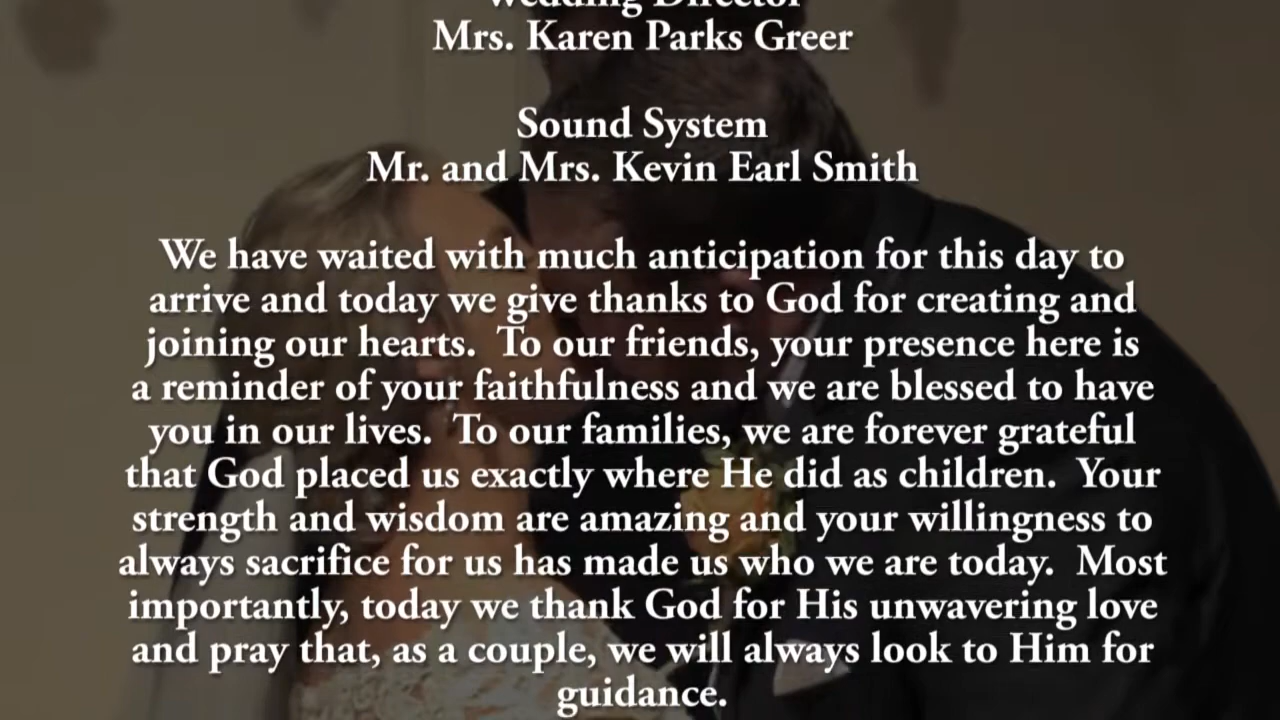 Wedding Director
Mrs. Karen Parks Greer
Sound System
Mr. and Mrs. Kevin Earl Smith
We have waited with much anticipation for this day to
arrive and today we give thanks to God for creating and
joining our hearts.  To our friends, your presence here is
a reminder of your faithfulness and we are blessed to have
you in our lives.  To our families, we are forever grateful
that God placed us exactly where He did as children.  Your
strength and wisdom are amazing and your willingness to
always sacrifice for us has made us who we are today.  Most
importantly, today we thank God for His unwavering love
and pray that, as a couple, we will always look to Him for
guidance.